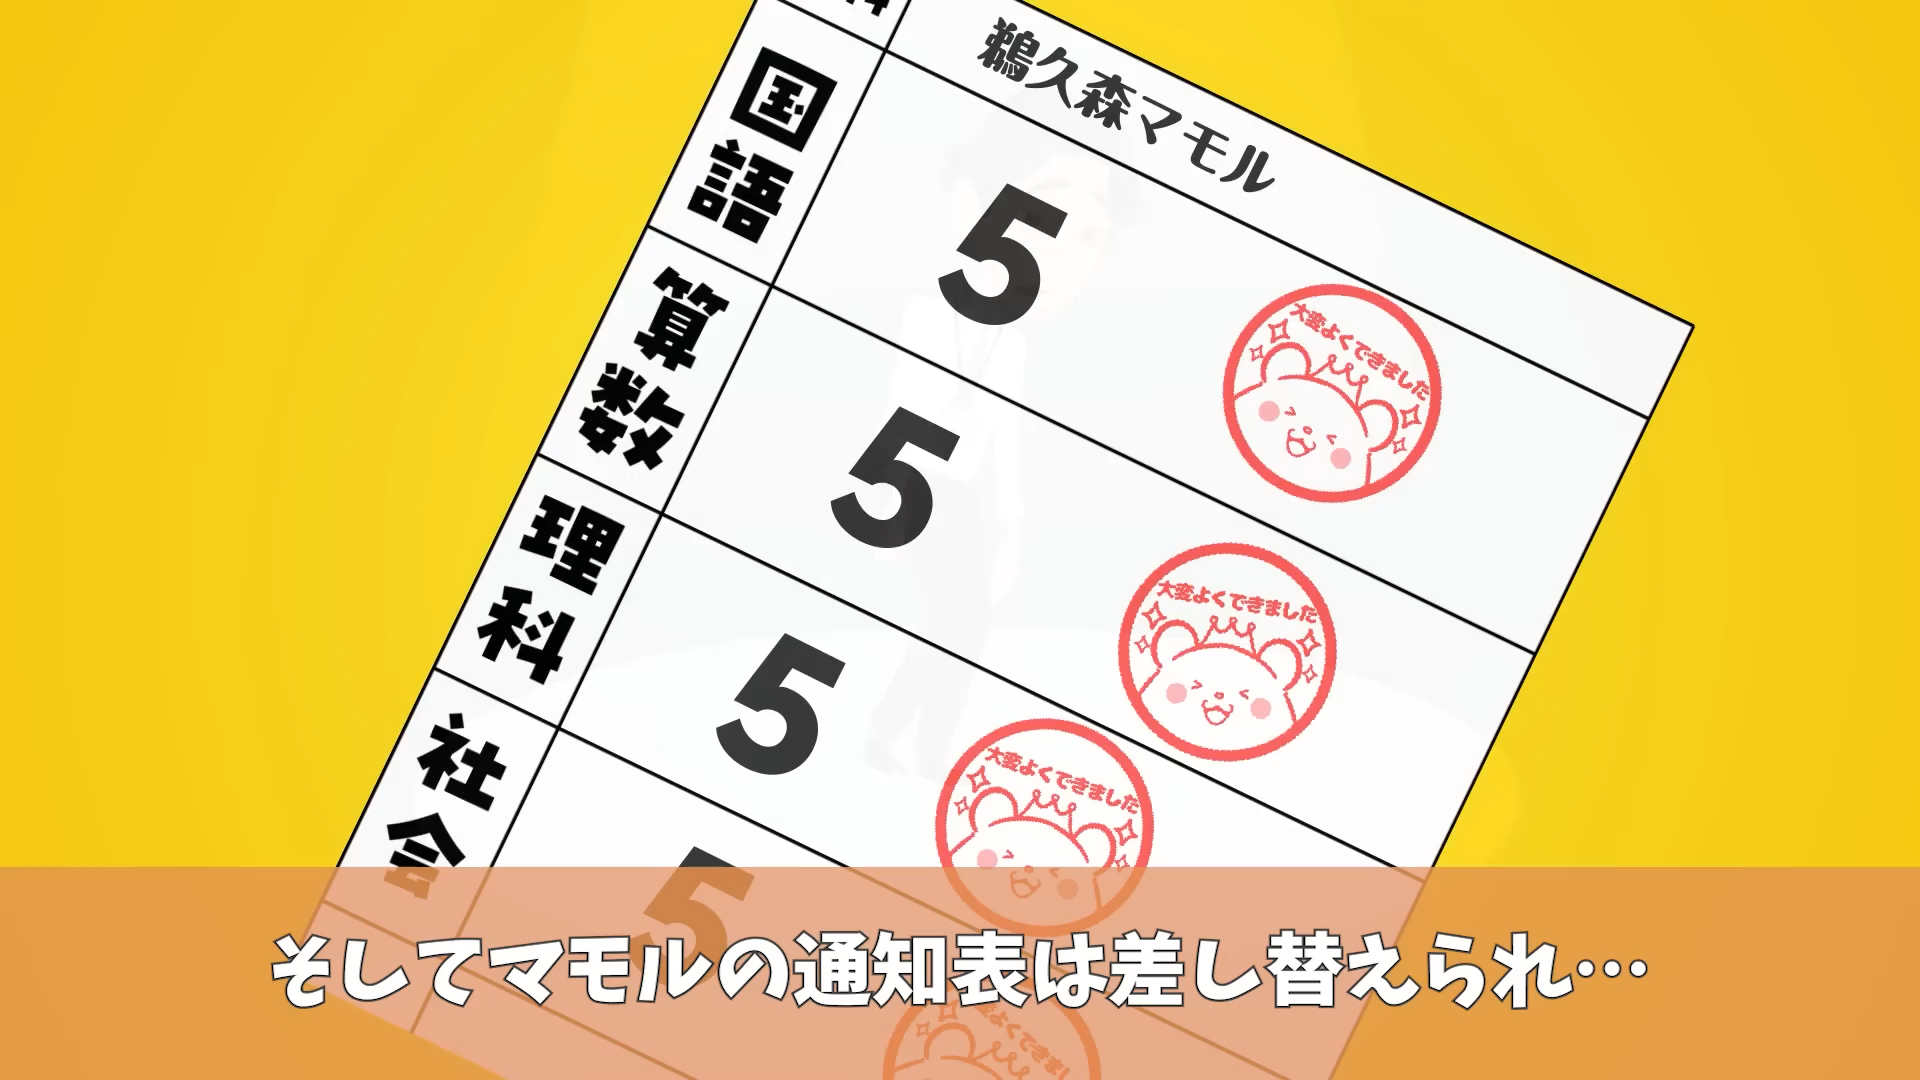 科
鵜久森マモル
国語
5
大変よくできました
算数
5
大変よくできました
理科
5
大変よくできました
社会
5
そしてマモルの通知表は差し替えられ…